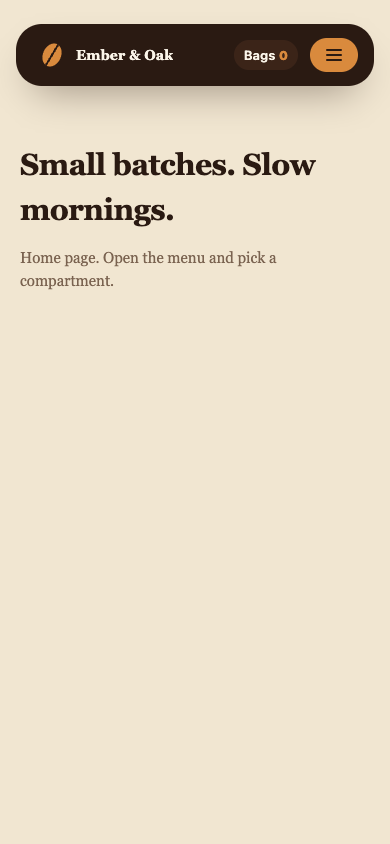 Ember & Oak
Bags 0
Small batches. Slow
mornings.
Home page. Open the menu and pick a
compartment.